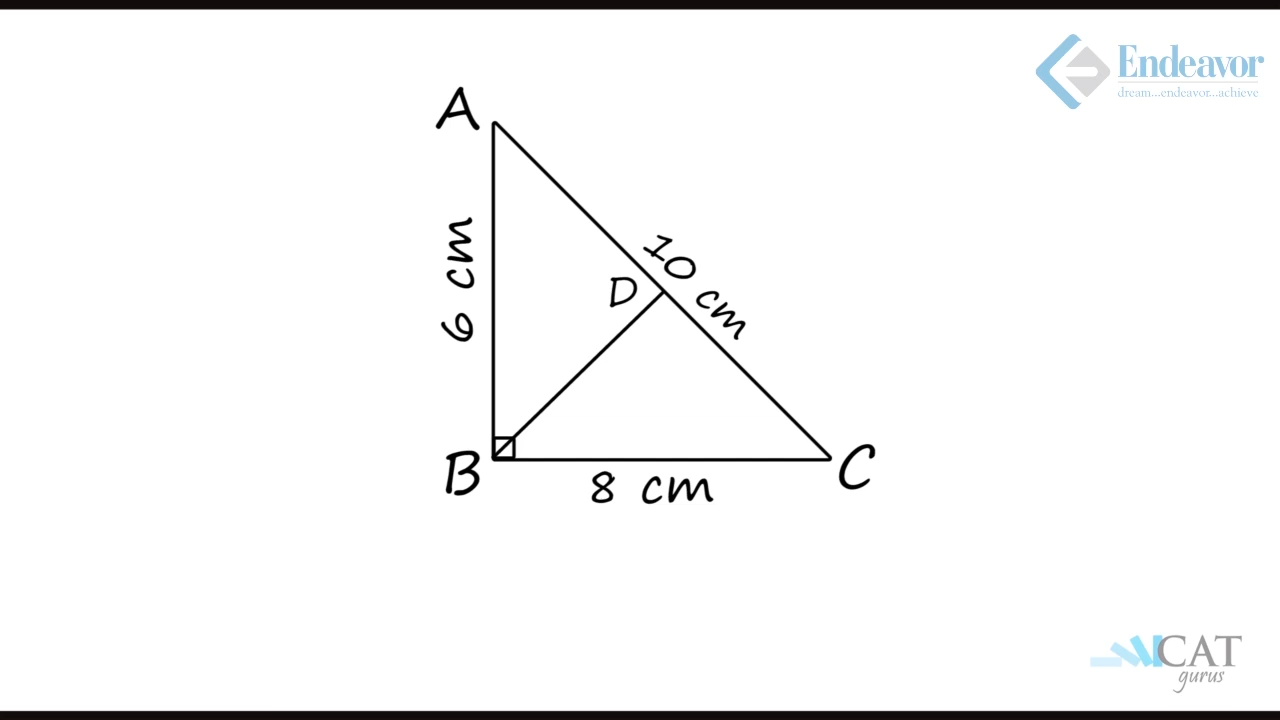 Endeavor
dream...endeavor...achieve
A
6 cm
10 cm
D
B
8 cm
C
CAT
gurus